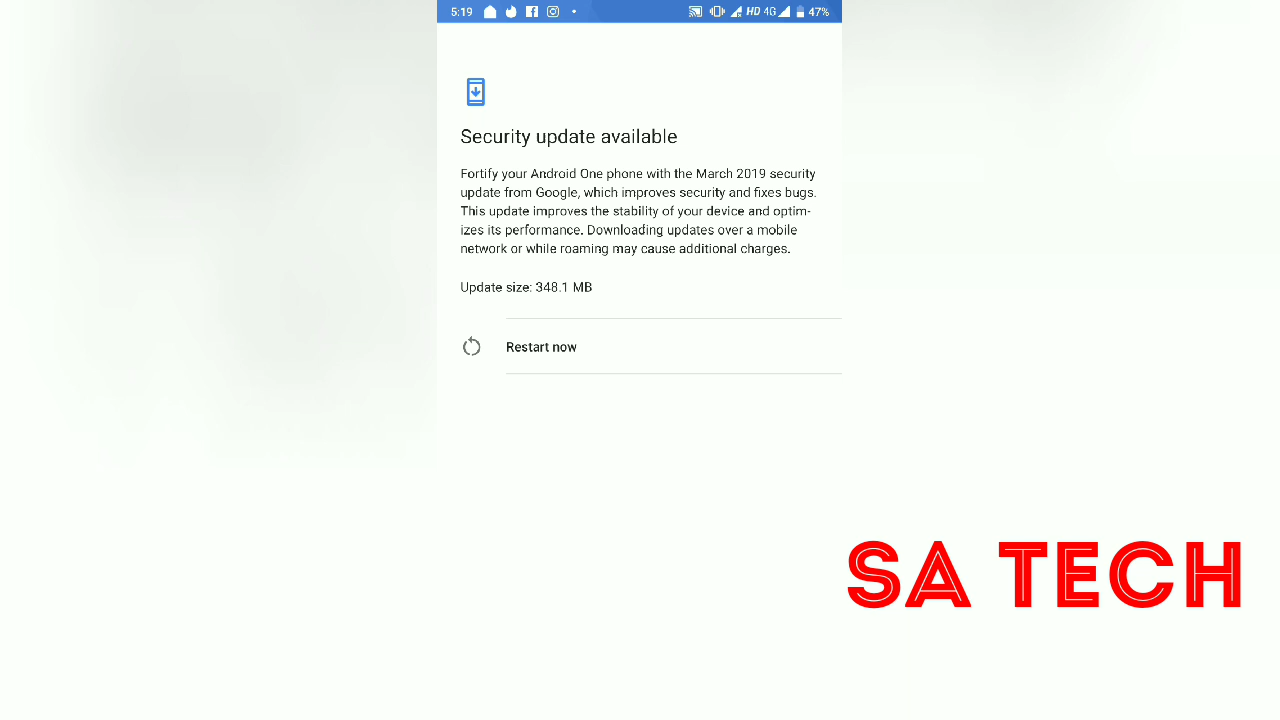 5:19 HD 4G 47%
Security update available
Fortify your Android One phone with the March 2019 security
update from Google, which improves security and fixes bugs.
This update improves the stability of your device and optim-
izes its performance. Downloading updates over a mobile
network or while roaming may cause additional charges.
Update size: 348.1 MB
Restart now
SA TECH